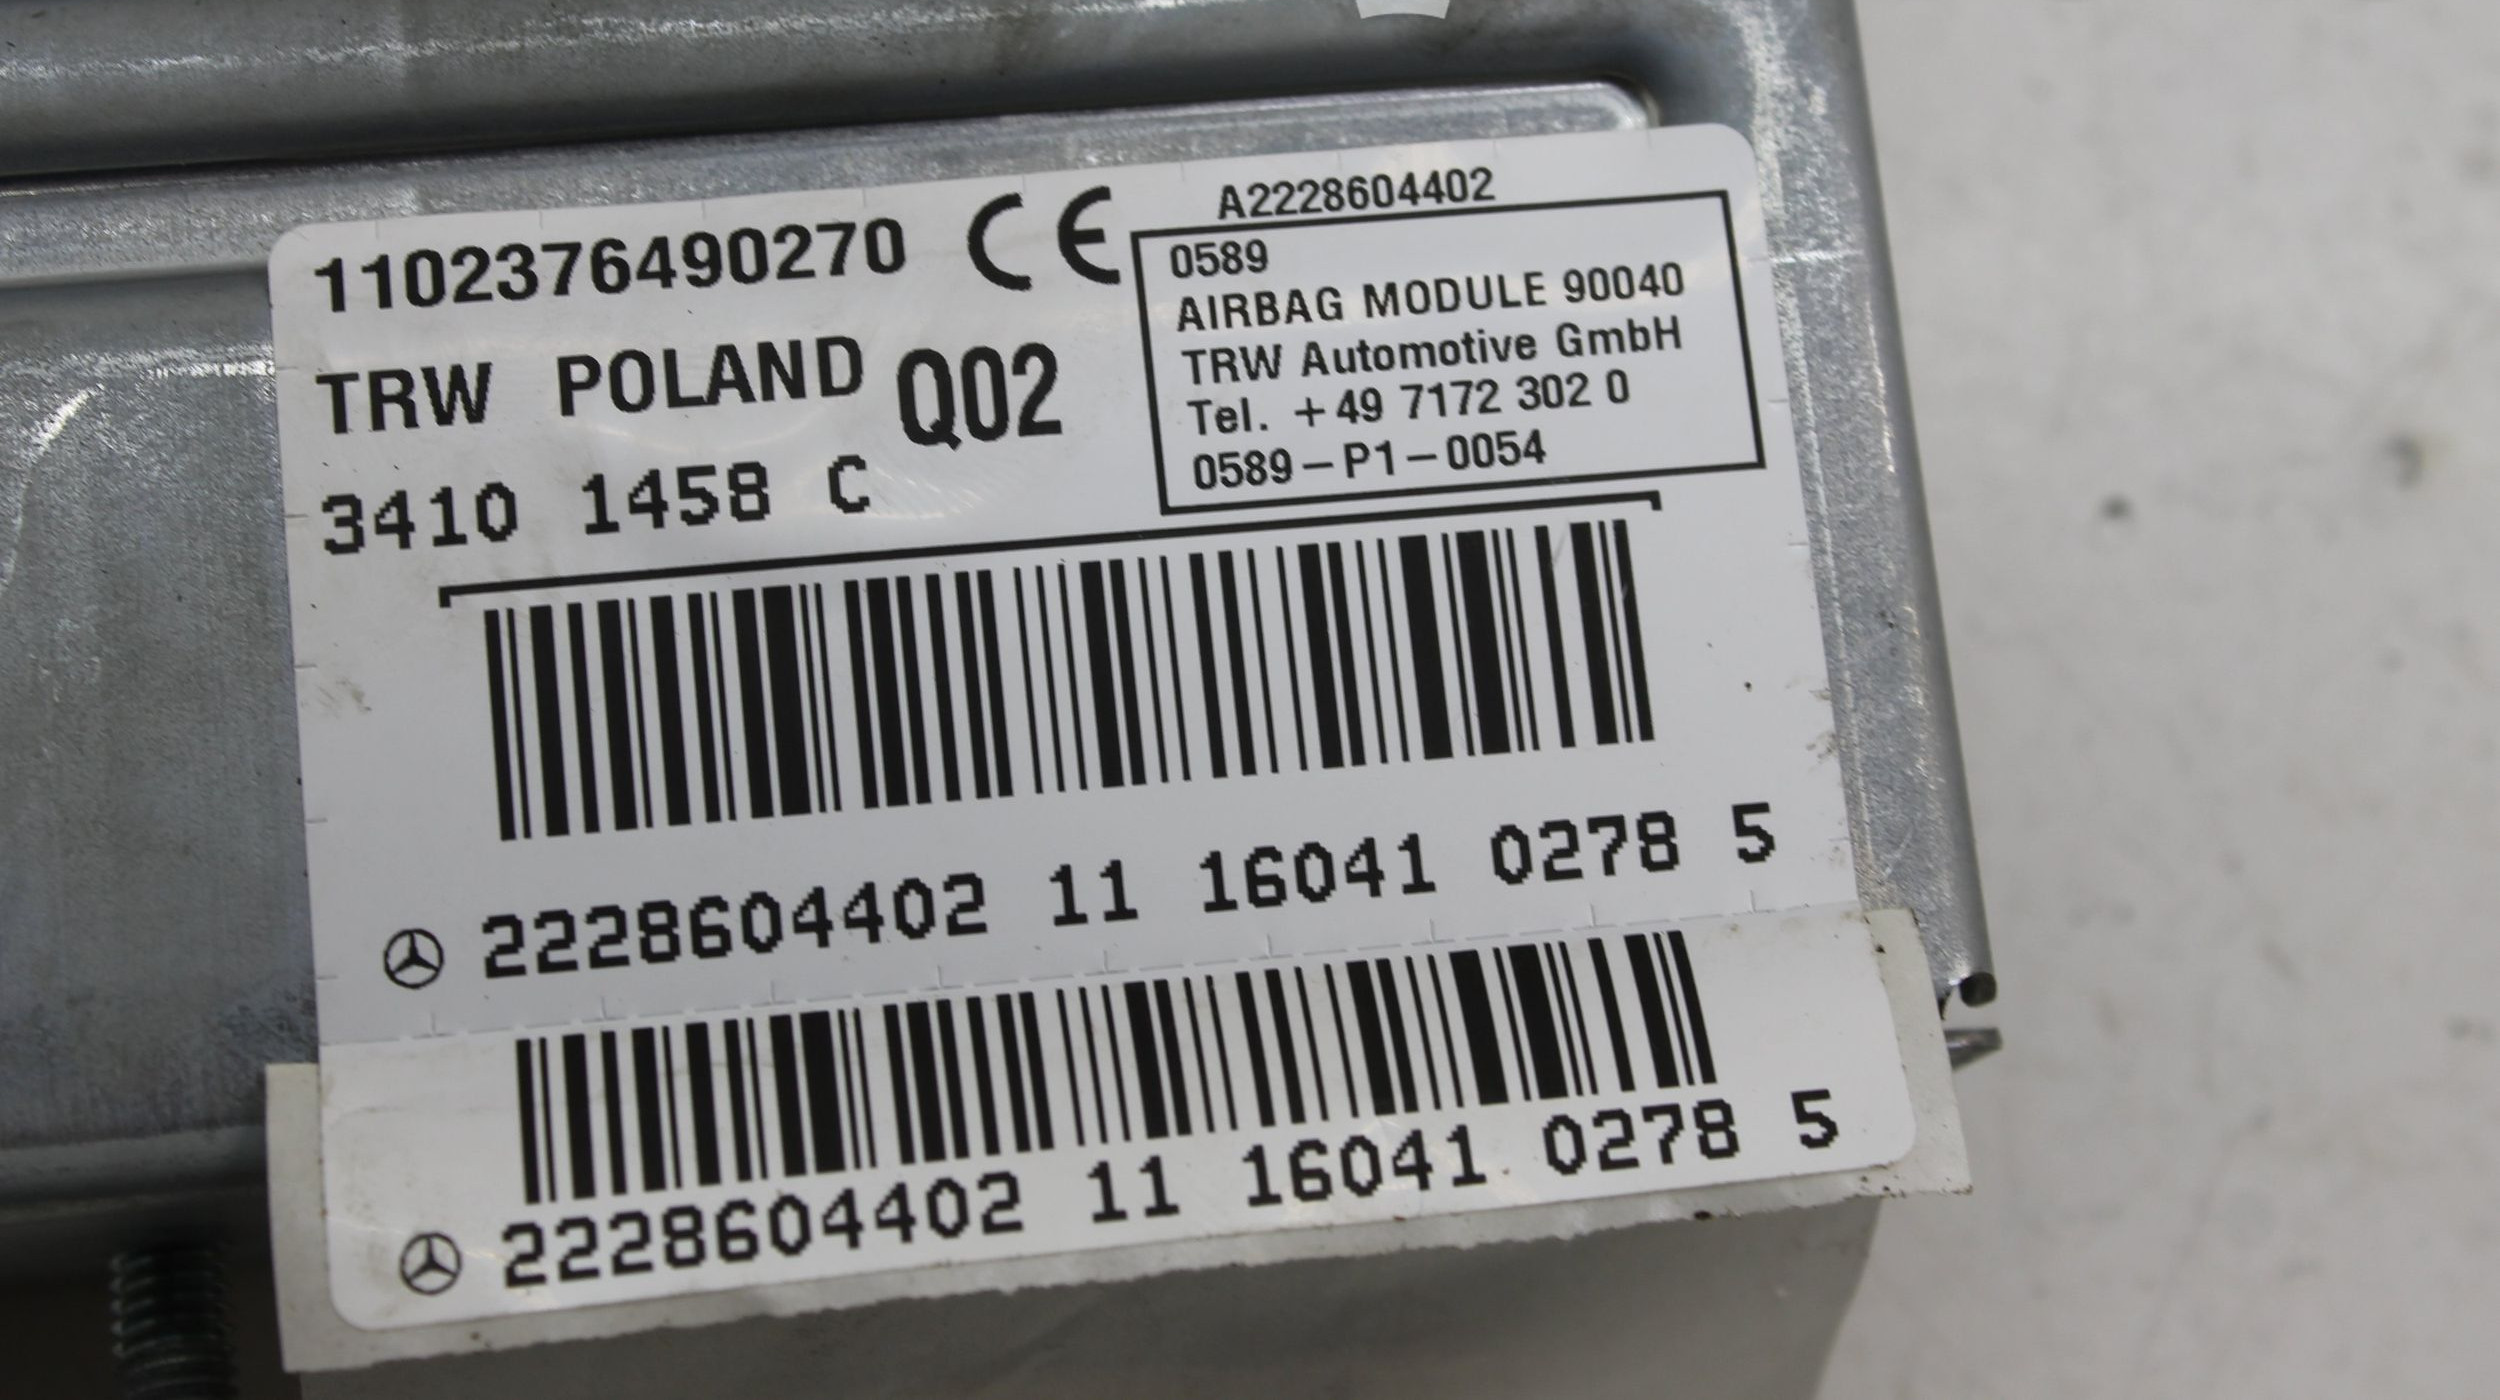 A2228604402
1102376490270 CE
0589
AIRBAG MODULE 90040
TRW Automotive GmbH
Tel. +49 7172 302 0
0589-P1-0054
TRW POLAND Q02
3410 1458 C
2228604402 11 16041 0278 5
2228604402 11 16041 0278 5